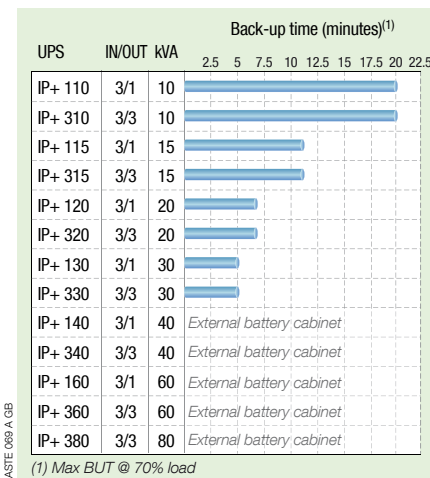 Back-up time (minutes)(1)
UPS IN/OUT kVA
2.5 5 7.5 10 12.5 15 17.5 20 22.5
IP+ 110 3/1 10
IP+ 310 3/3 10
IP+ 115 3/1 15
IP+ 315 3/3 15
IP+ 120 3/1 20
IP+ 320 3/3 20
IP+ 130 3/1 30
IP+ 330 3/3 30
IP+ 140 3/1 40 External battery cabinet
IP+ 340 3/3 40 External battery cabinet
IP+ 160 3/1 60 External battery cabinet
IP+ 360 3/3 60 External battery cabinet
IP+ 380 3/3 80 External battery cabinet
(1) Max BUT @ 70% load
ASTE 069 A GB